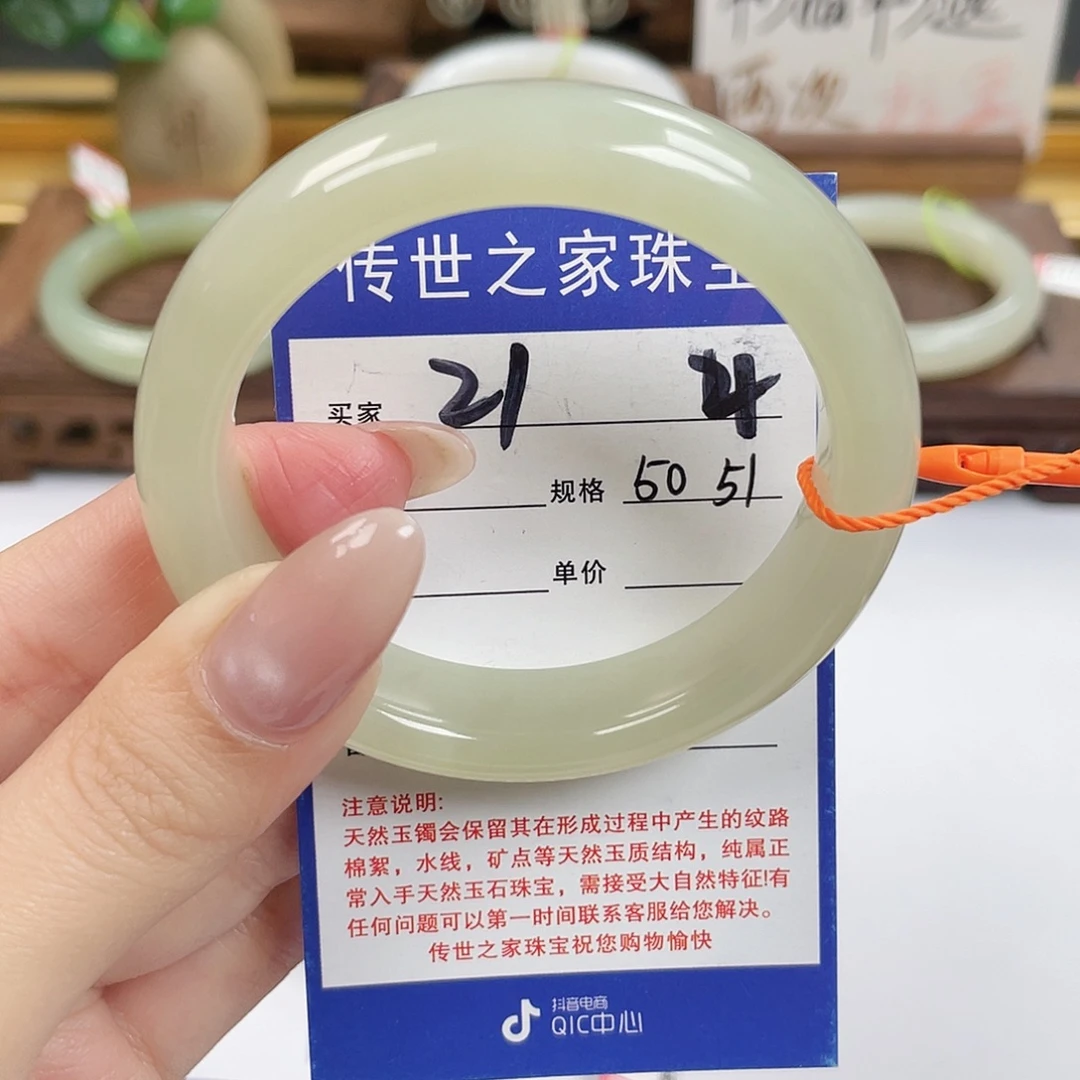 传世之家珠宝
买家 21 24
规格 50 51
单价
注意说明:
天然玉镯会保留其在形成过程中产生的纹路
棉絮，水线，矿点等天然玉质结构，纯属正
常入手天然玉石珠宝，需接受大自然特征!有
任何问题可以第一时间联系客服给您解决。
传世之家珠宝祝您购物愉快
抖音电商
QIC中心